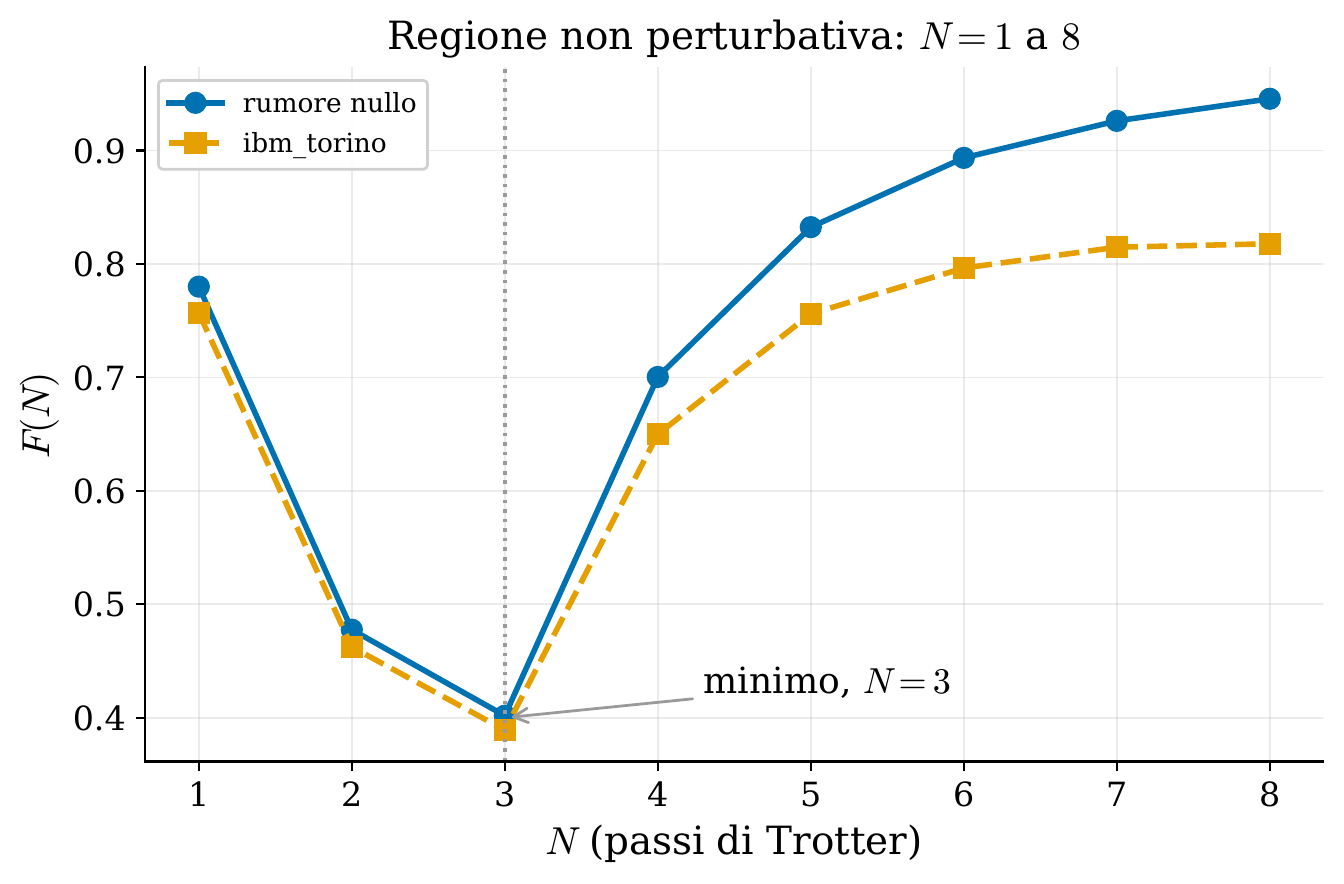 Regione non perturbativa: N = 1 a 8
rumore nullo
ibm_torino
F(N)
0.9
0.8
0.7
0.6
0.5
0.4
minimo, N = 3
1 2 3 4 5 6 7 8
N (passi di Trotter)